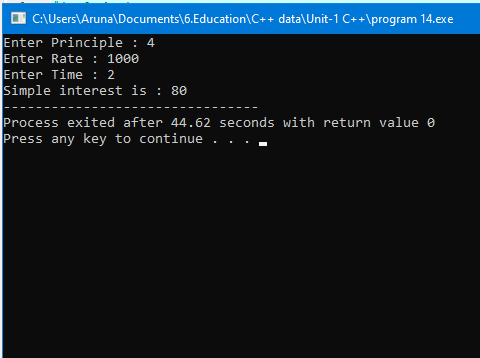 C:\Users\Aruna\Documents\6.Education\C++ data\Unit-1 C++\program 14.exe
Enter Principle : 4
Enter Rate : 1000
Enter Time : 2
Simple interest is : 80
--------------------------------
Process exited after 44.62 seconds with return value 0
Press any key to continue . . .